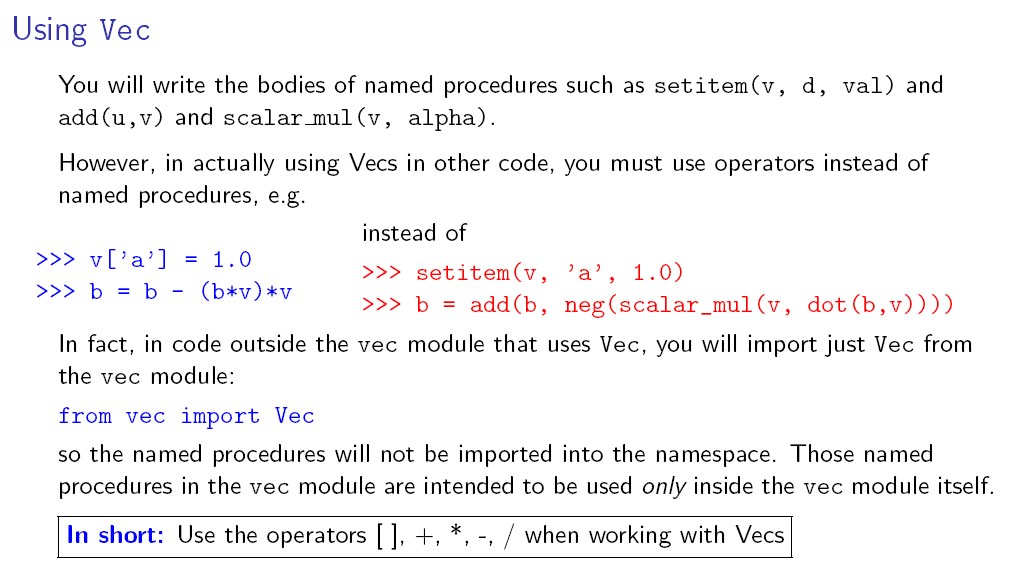 Using Vec
You will write the bodies of named procedures such as setitem(v, d, val) and
add(u,v) and scalar_mul(v, alpha).
However, in actually using Vecs in other code, you must use operators instead of
named procedures, e.g.
>>> v['a'] = 1.0
>>> b = b - (b*v)*v
instead of
>>> setitem(v, 'a', 1.0)
>>> b = add(b, neg(scalar_mul(v, dot(b,v))))
In fact, in code outside the vec module that uses Vec, you will import just Vec from
the vec module:
from vec import Vec
so the named procedures will not be imported into the namespace. Those named
procedures in the vec module are intended to be used only inside the vec module itself.
In short: Use the operators [ ], +, *, -, / when working with Vecs